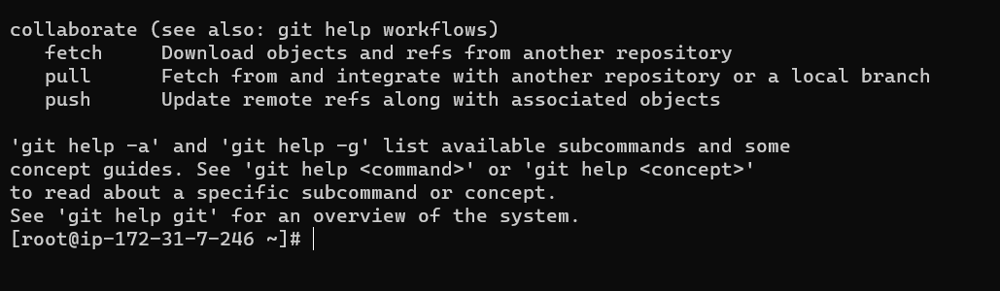 collaborate (see also: git help workflows)
   fetch     Download objects and refs from another repository
   pull      Fetch from and integrate with another repository or a local branch
   push      Update remote refs along with associated objects

'git help -a' and 'git help -g' list available subcommands and some
concept guides. See 'git help <command>' or 'git help <concept>'
to read about a specific subcommand or concept.
See 'git help git' for an overview of the system.
[root@ip-172-31-7-246 ~]#